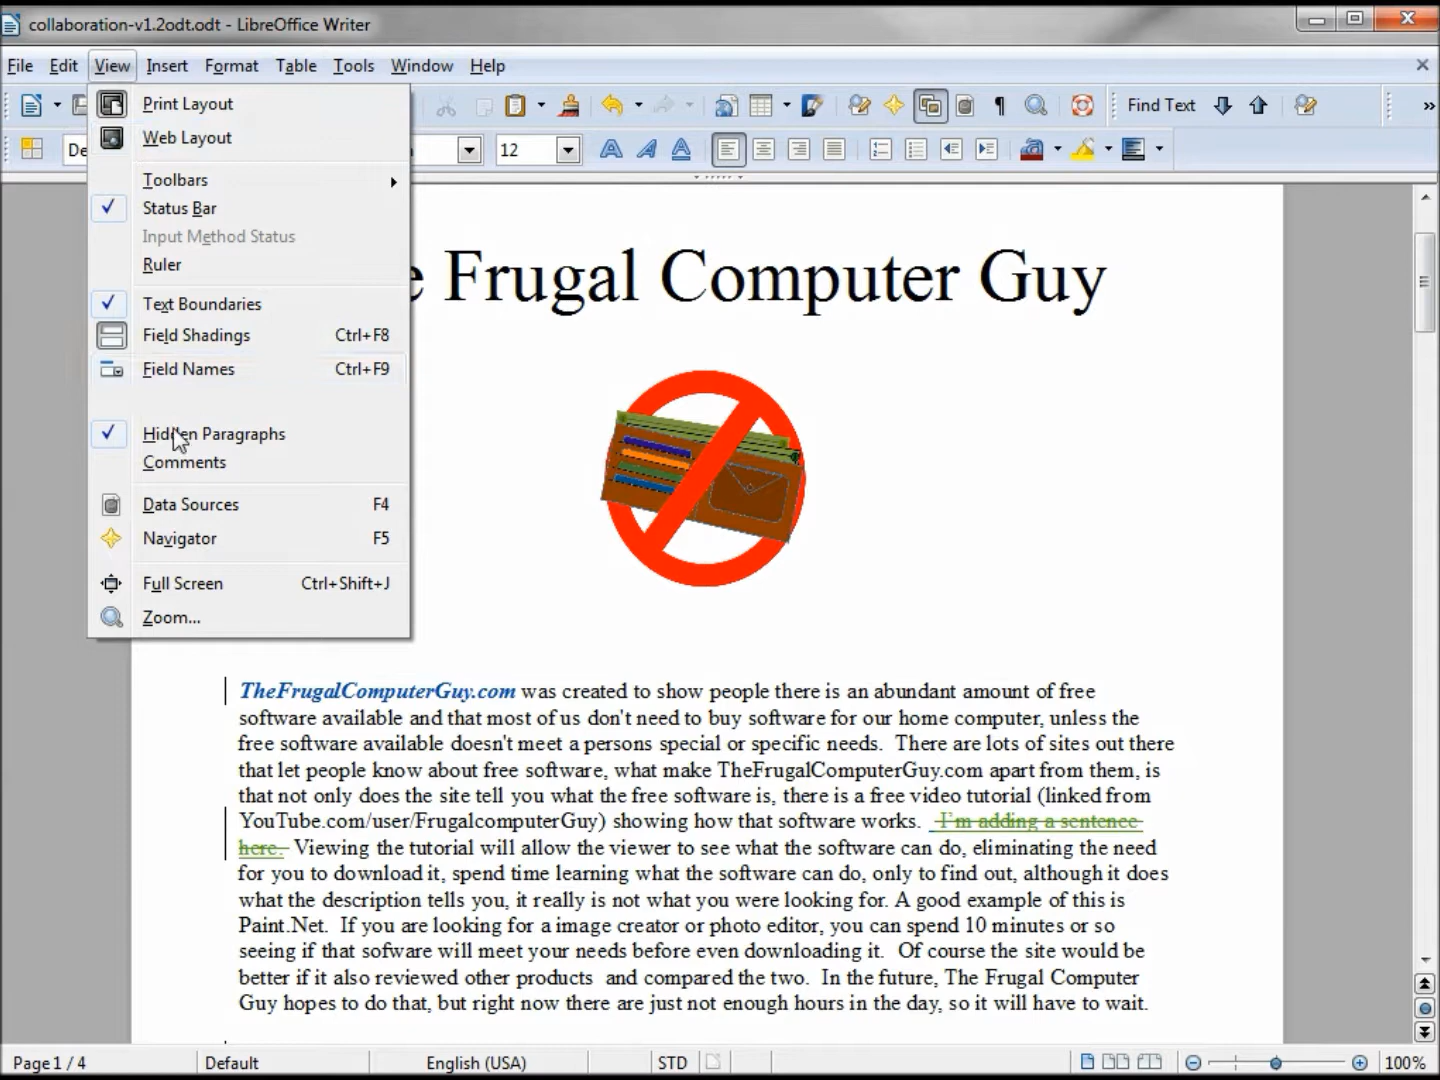 collaboration-v1.2odt.odt - LibreOffice Writer
File Edit View Insert Format Table Tools Window Help
Find Text
12
Print Layout
Web Layout
Toolbars
Status Bar
Input Method Status
Ruler
Text Boundaries
Field Shadings Ctrl+F8
Field Names Ctrl+F9
Hidden Paragraphs
Comments
Data Sources F4
Navigator F5
Full Screen Ctrl+Shift+J
Zoom...
Frugal Computer Guy
TheFrugalComputerGuy.com was created to show people there is an abundant amount of free
software available and that most of us don't need to buy software for our home computer, unless the
free software available doesn't meet a persons special or specific needs. There are lots of sites out there
that let people know about free software, what make TheFrugalComputerGuy.com apart from them, is
that not only does the site tell you what the free software is, there is a free video tutorial (linked from
YouTube.com/user/FrugalcomputerGuy) showing how that software works. I'm adding a sentence
here. Viewing the tutorial will allow the viewer to see what the software can do, eliminating the need
for you to download it, spend time learning what the software can do, only to find out, although it does
what the description tells you, it really is not what you were looking for. A good example of this is
Paint.Net. If you are looking for a image creator or photo editor, you can spend 10 minutes or so
seeing if that sofware will meet your needs before even downloading it. Of course the site would be
better if it also reviewed other products and compared the two. In the future, The Frugal Computer
Guy hopes to do that, but right now there are just not enough hours in the day, so it will have to wait.
Page 1 / 4 Default English (USA) STD 100%